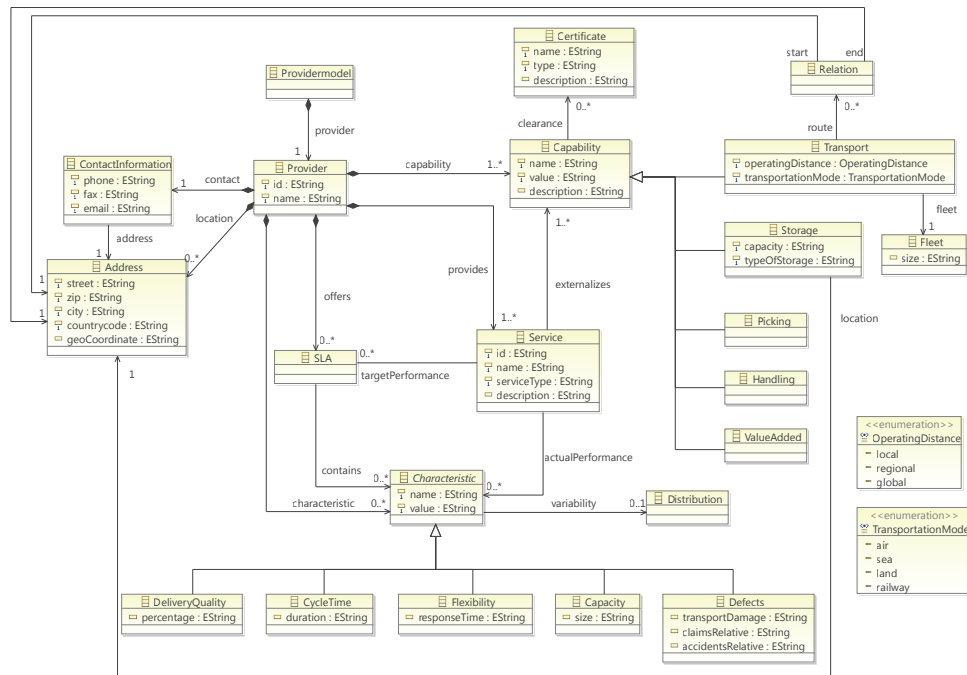 start
end
Certificate
name : EString
type : EString
description : EString
Relation
Providermodel
0..*
0..*
clearance
route
provider
1
ContactInformation
phone : EString
fax : EString
email : EString
1
contact
Provider
id : EString
name : EString
capability
1..*
Capability
name : EString
value : EString
description : EString
Transport
operatingDistance : OperatingDistance
transportationMode : TransportationMode
location
address
1
0..*
1..*
fleet
1
Storage
capacity : EString
typeOfStorage : EString
Fleet
size : EString
Address
street : EString
zip : EString
city : EString
countrycode : EString
geoCoordinate : EString
1
1
provides
offers
externalizes
1..*
location
Picking
0..*
SLA
0..*
targetPerformance
Service
id : EString
name : EString
serviceType : EString
description : EString
1
Handling
ValueAdded
<<enumeration>>
OperatingDistance
local
regional
global
actualPerformance
contains
0..*
characteristic
0..*
Characteristic
name : EString
value : EString
0..*
variability
0..1
Distribution
<<enumeration>>
TransportationMode
air
sea
land
railway
DeliveryQuality
percentage : EString
CycleTime
duration : EString
Flexibility
responseTime : EString
Capacity
size : EString
Defects
transportDamage : EString
claimsRelative : EString
accidentsRelative : EString